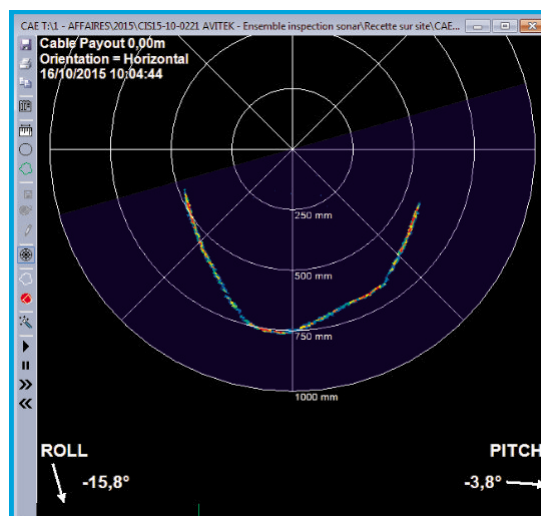 CAE T:\1 - AFFAIRES\2015\CIS15-10-0221 AVITEK - Ensemble inspection sonar\Recette sur site\CAE...
Cable Payout 0,00m
Orientation = Horizontal
16/10/2015 10:04:44
250 mm
500 mm
750 mm
1000 mm
ROLL
-15,8°
PITCH
-3,8°